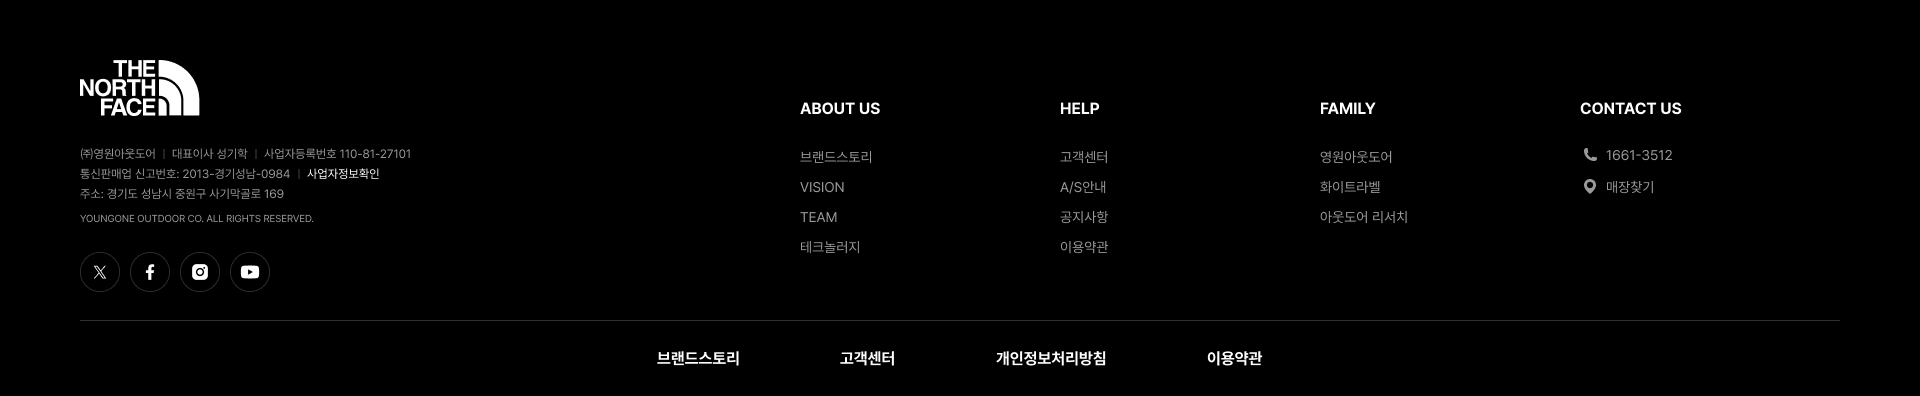 THE
NORTH
FACE
㈜영원아웃도어 | 대표이사 성기학 | 사업자등록번호 110-81-27101
통신판매업 신고번호: 2013-경기성남-0984 | 사업자정보확인
주소: 경기도 성남시 중원구 사기막골로 169
YOUNGONE OUTDOOR CO. ALL RIGHTS RESERVED.
ABOUT US
브랜드스토리
VISION
TEAM
테크놀러지
HELP
고객센터
A/S안내
공지사항
이용약관
FAMILY
영원아웃도어
화이트라벨
아웃도어 리서치
CONTACT US
1661-3512
매장찾기
브랜드스토리 고객센터 개인정보처리방침 이용약관